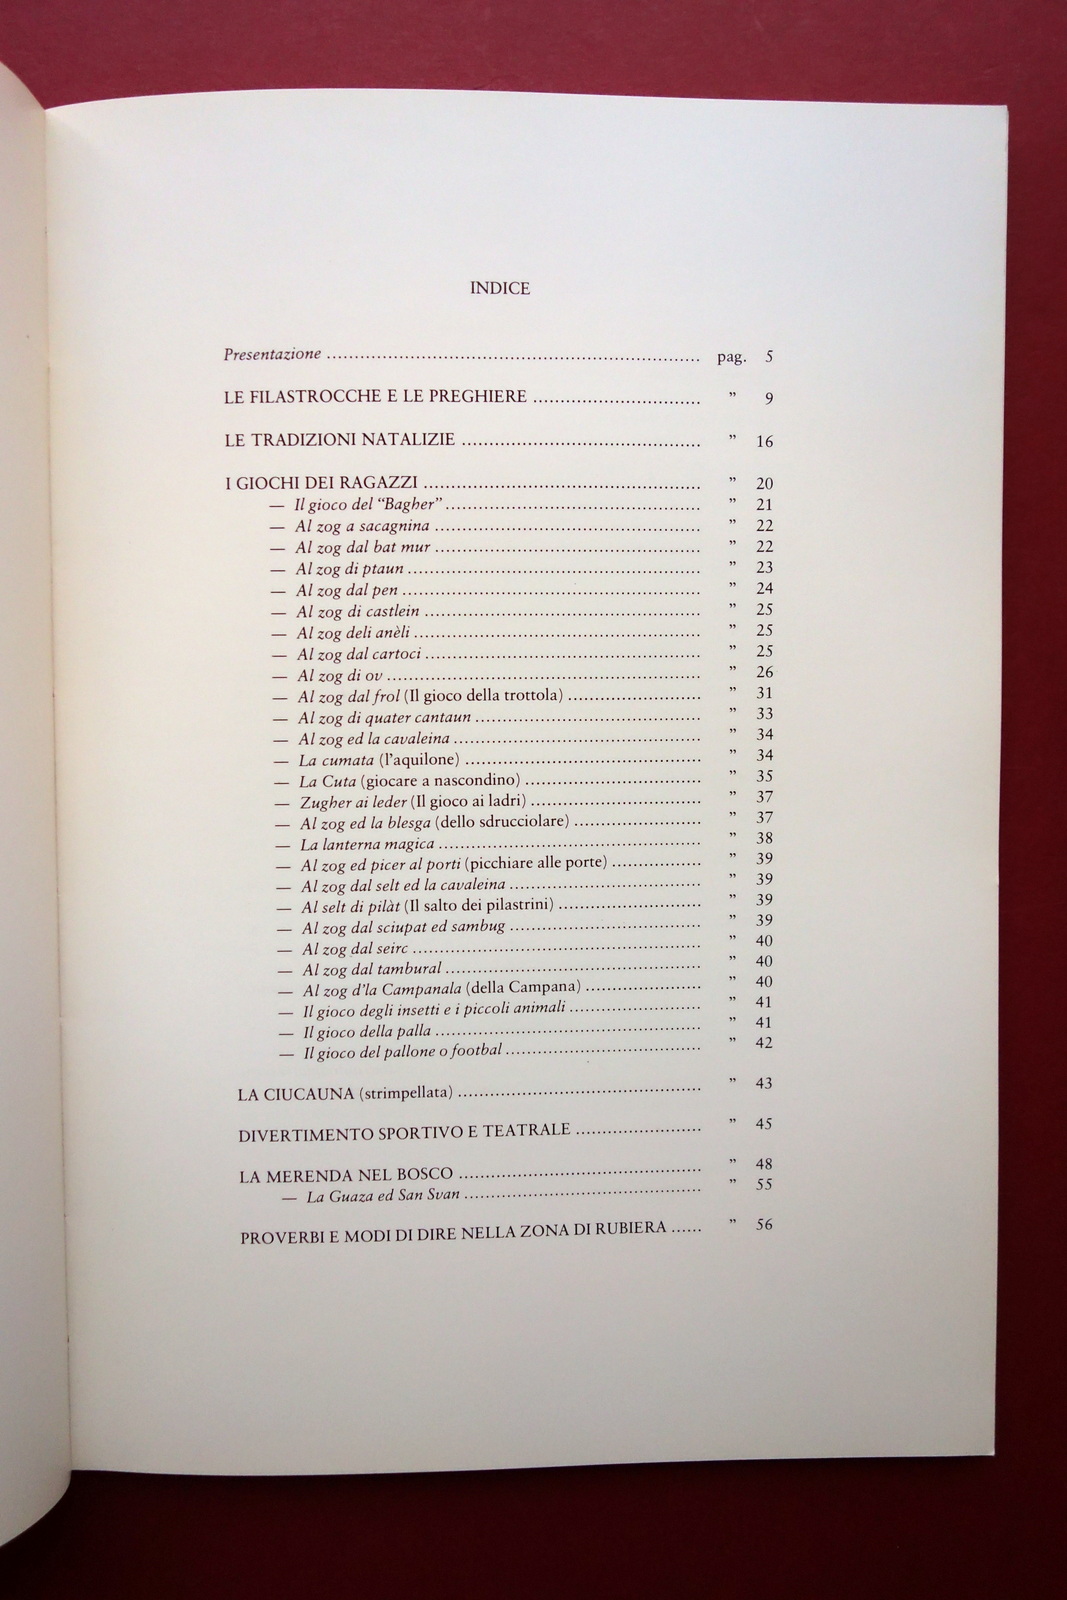 INDICE
Presentazione ........................................ pag. 5
LE FILASTROCCHE E LE PREGHIERE ........................................ ” 9
LE TRADIZIONI NATALIZIE ........................................ ” 16
I GIOCHI DEI RAGAZZI ........................................ ” 20
— Il gioco del “Bagher” ........................................ ” 21
— Al zog a sacagnina ........................................ ” 22
— Al zog dal bat mur ........................................ ” 22
— Al zog di ptaun ........................................ ” 23
— Al zog dal pen ........................................ ” 24
— Al zog di castlein ........................................ ” 25
— Al zog deli anèli ........................................ ” 25
— Al zog dal cartoci ........................................ ” 25
— Al zog di ov ........................................ ” 26
— Al zog dal frol (Il gioco della trottola) ........................................ ” 31
— Al zog di quater cantaun ........................................ ” 33
— Al zog ed la cavaleina ........................................ ” 34
— La cumata (l’aquilone) ........................................ ” 34
— La Cuta (giocare a nascondino) ........................................ ” 35
— Zugher ai leder (Il gioco ai ladri) ........................................ ” 37
— Al zog ed la blesga (dello sdrucciolare) ........................................ ” 37
— La lanterna magica ........................................ ” 38
— Al zog ed picer al porti (picchiare alle porte) ........................................ ” 39
— Al zog dal selt ed la cavaleina ........................................ ” 39
— Al selt di pilàt (Il salto dei pilastrini) ........................................ ” 39
— Al zog dal sciupat ed sambug ........................................ ” 39
— Al zog dal seirc ........................................ ” 40
— Al zog dal tambural ........................................ ” 40
— Al zog d’la Campanala (della Campana) ........................................ ” 40
— Il gioco degli insetti e i piccoli animali ........................................ ” 41
— Il gioco della palla ........................................ ” 41
— Il gioco del pallone o footbal ........................................ ” 42
LA CIUCAUNA (strimpellata) ........................................ ” 43
DIVERTIMENTO SPORTIVO E TEATRALE ........................................ ” 45
LA MERENDA NEL BOSCO ........................................ ” 48
— La Guaza ed San Svan ........................................ ” 55
PROVERBI E MODI DI DIRE NELLA ZONA DI RUBIERA ...... ” 56